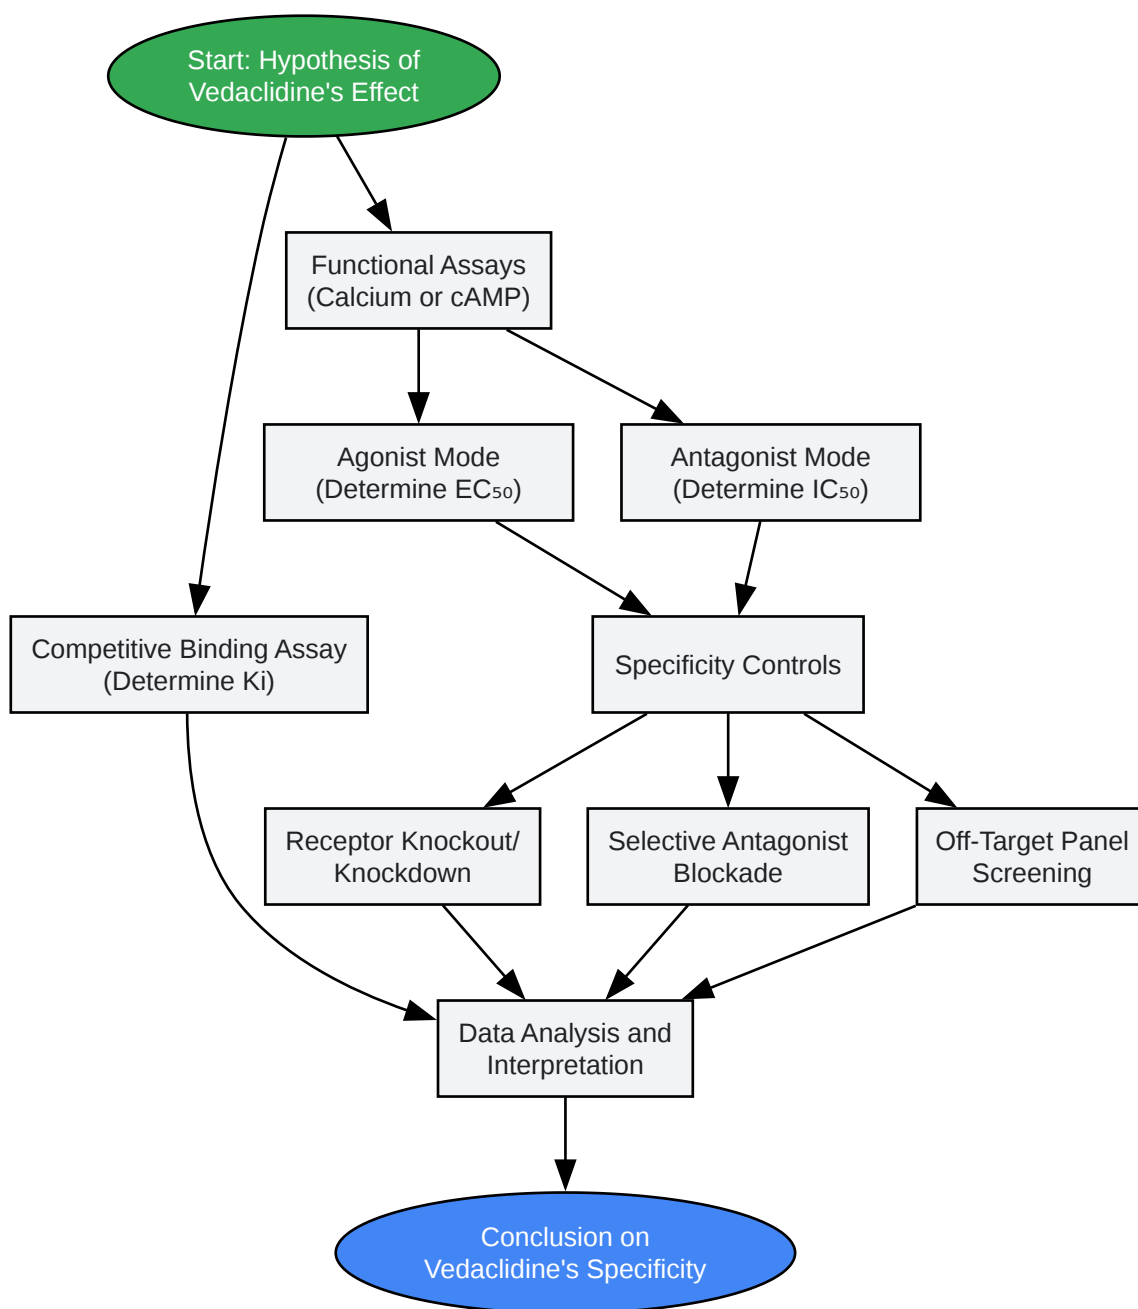 Start: Hypothesis of
Vedaclidine's Effect
Functional Assays
(Calcium or cAMP)
Agonist Mode
(Determine EC₅₀)
Antagonist Mode
(Determine IC₅₀)
Competitive Binding Assay
(Determine Ki)
Specificity Controls
Receptor Knockout/
Knockdown
Selective Antagonist
Blockade
Off-Target Panel
Screening
Data Analysis and
Interpretation
Conclusion on
Vedaclidine's Specificity